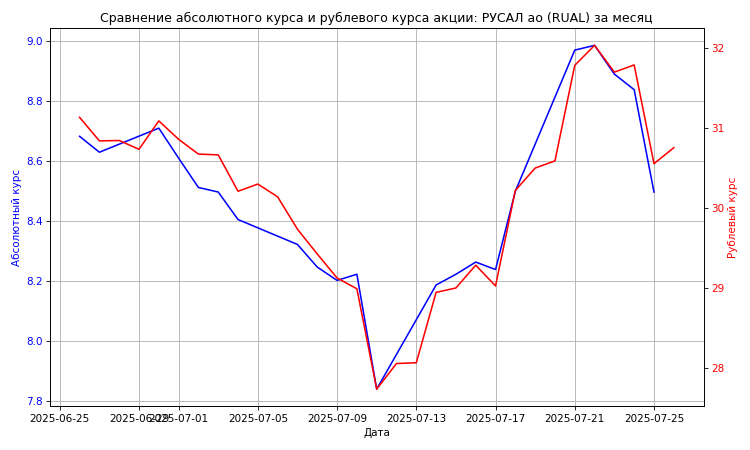 Сравнение абсолютного курса и рублевого курса акции: РУСАЛ ао (RUAL) за месяц
9.0
8.8
8.6
8.4
8.2
8.0
7.8
Абсолютный курс
32
31
30
29
28
Рублевый курс
2025-06-25 2025-06-29 2025-07-01 2025-07-05 2025-07-09 2025-07-13 2025-07-17 2025-07-21 2025-07-25
Дата